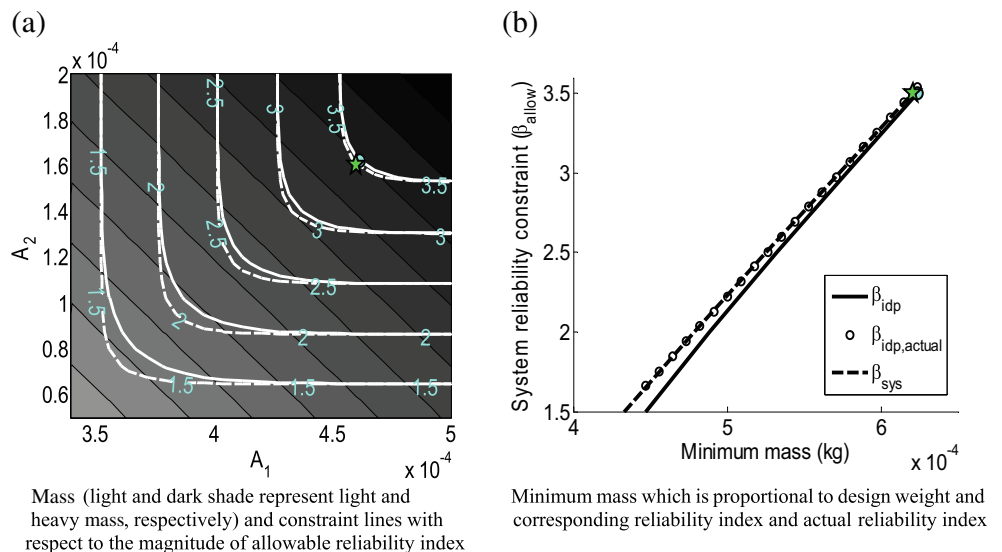 (a)
x 10⁻⁴
2
1.8
1.6
1.4
1.2
1
0.8
0.6
A₂
3.5
4
4.5
5
A₁
x 10⁻⁴
1.5
2
2.5
3
3.5
3.5
3
2.5
3
2.5
1.5
2
2
2
1.5
1.5
1.5
Mass (light and dark shade represent light and
heavy mass, respectively) and constraint lines with
respect to the magnitude of allowable reliability index
(b)
System reliability constraint (βallow)
3.5
3
2.5
2
1.5
4
5
6
Minimum mass (kg)
x 10⁻⁴
βidp
βidp,actual
βsys
Minimum mass which is proportional to design weight and
corresponding reliability index and actual reliability index